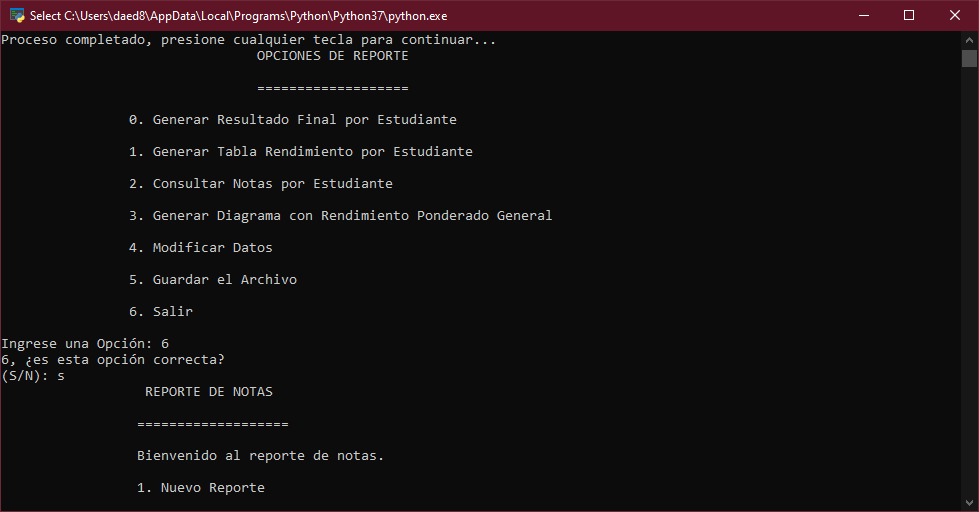 Select C:\Users\daed8\AppData\Local\Programs\Python\Python37\python.exe
Proceso completado, presione cualquier tecla para continuar...
OPCIONES DE REPORTE
===================
0. Generar Resultado Final por Estudiante
1. Generar Tabla Rendimiento por Estudiante
2. Consultar Notas por Estudiante
3. Generar Diagrama con Rendimiento Ponderado General
4. Modificar Datos
5. Guardar el Archivo
6. Salir
Ingrese una Opción: 6
6, ¿es esta opción correcta?
(S/N): s
REPORTE DE NOTAS
===================
Bienvenido al reporte de notas.
1. Nuevo Reporte